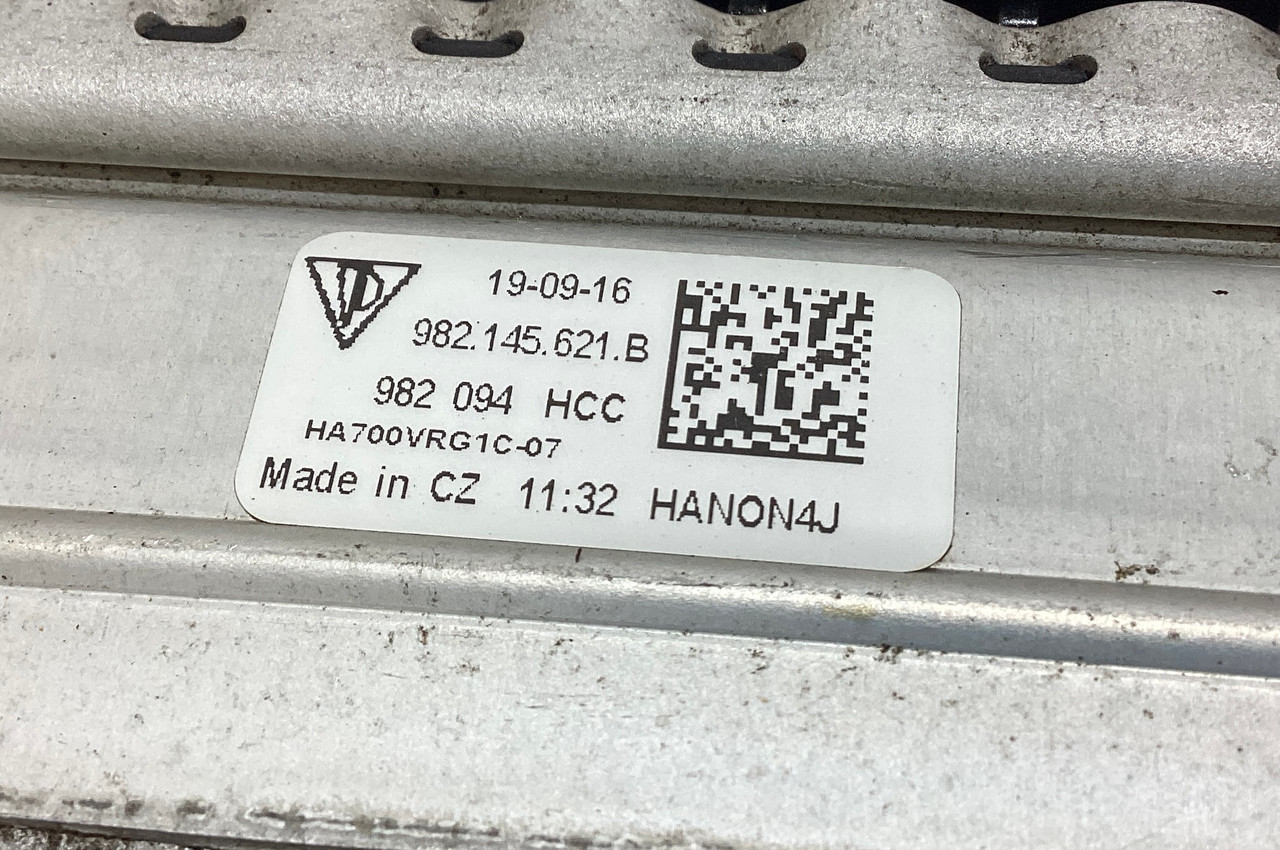 19-09-16
982.145.621.B
982 094 HCC
HA700VRG1C-07
Made in CZ 11:32 HANON4J